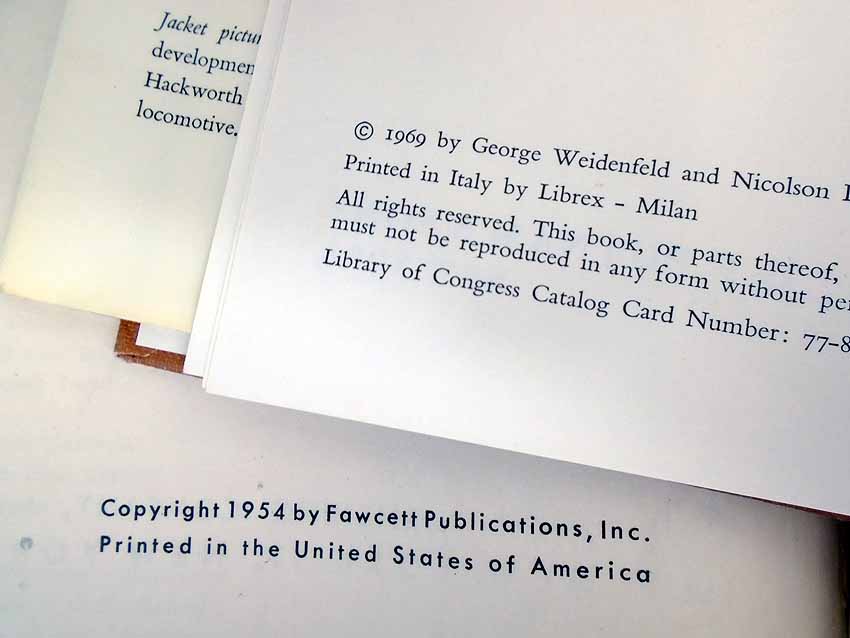 Jacket
developmen
Hackworth
locomotive.
© 1969 by George Weidenfeld and Nicolson
Printed in Italy by Librex – Milan
All rights reserved. This book, or parts thereof,
must not be reproduced in any form without
Library of Congress Catalog Card Number: 77–8
Copyright 1954 by Fawcett Publications, Inc.
Printed in the United States of America